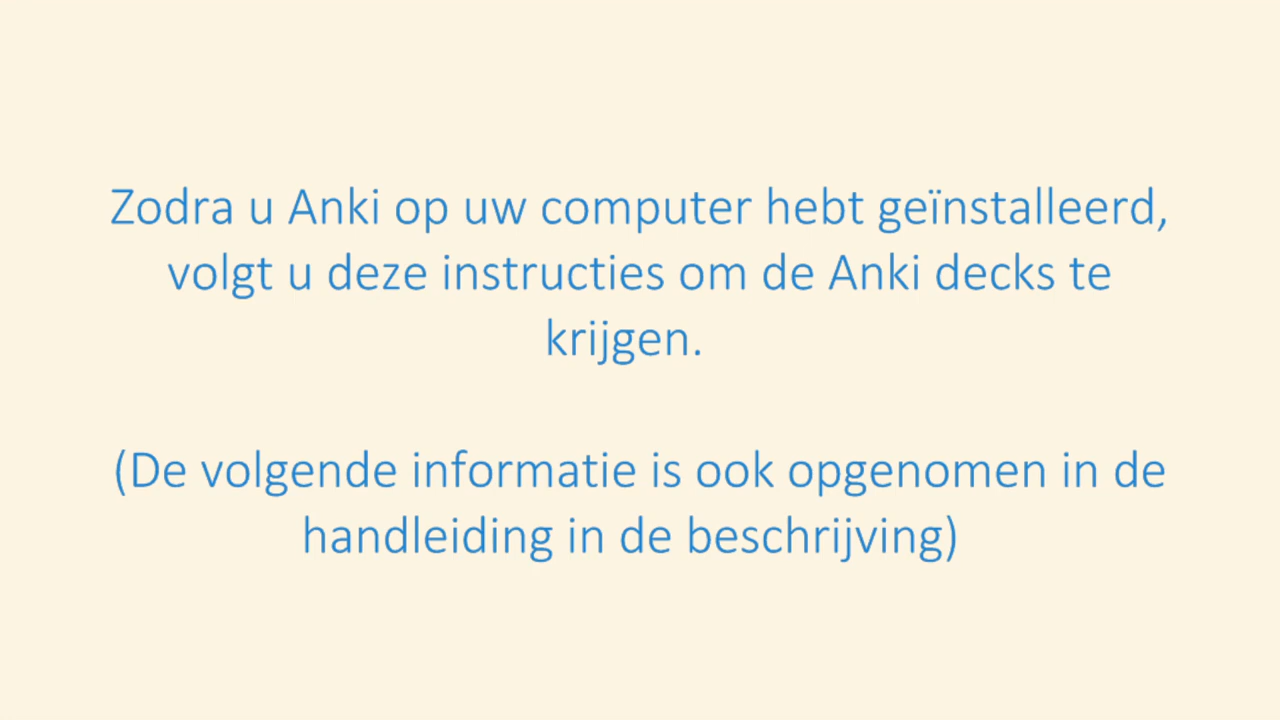 Zodra u Anki op uw computer hebt geïnstalleerd,
volgt u deze instructies om de Anki decks te
krijgen.
(De volgende informatie is ook opgenomen in de
handleiding in de beschrijving)